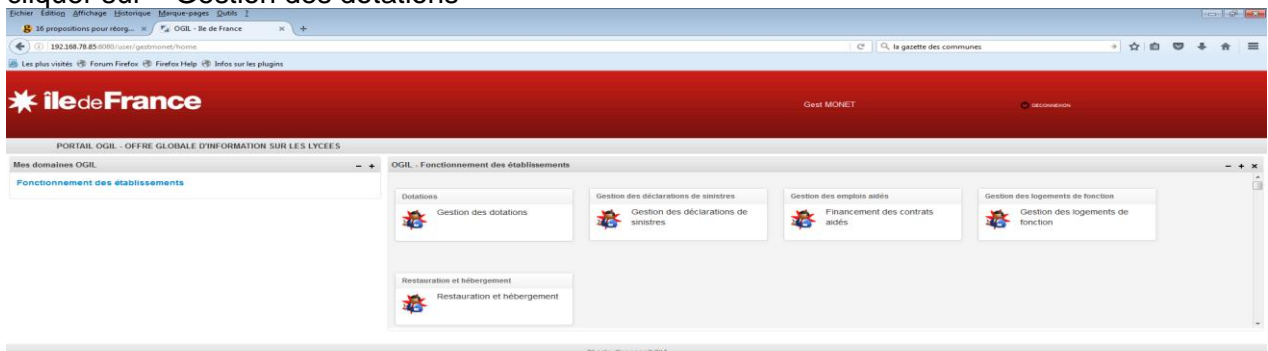 cliquer sur " Gestion des dotations "
Fichier Édition Affichage Historique Marque-pages Outils ?
16 propositions pour réorg... × OGIL - Ile de France × +
192.168.78.85:8080/user/gestmonet/home la gazette des communes
Les plus visités Forum Firefox Firefox Help Infos sur les plugins
île de France Gest MONET DECONNEXION
PORTAIL OGIL - OFFRE GLOBALE D'INFORMATION SUR LES LYCEES
Mes domaines OGIL - + OGIL - Fonctionnement des établissements - + ×
Fonctionnement des établissements
Dotations Gestion des déclarations de sinistres Gestion des emplois aidés Gestion des logements de fonction
Gestion des dotations Gestion des déclarations de sinistres Financement des contrats aidés Gestion des logements de fonction
Restauration et hébergement
Restauration et hébergement